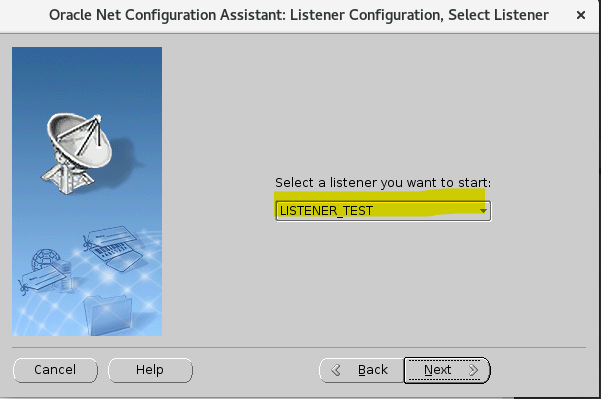 Oracle Net Configuration Assistant: Listener Configuration, Select Listener
Select a listener you want to start:
LISTENER_TEST
Cancel
Help
Back
Next